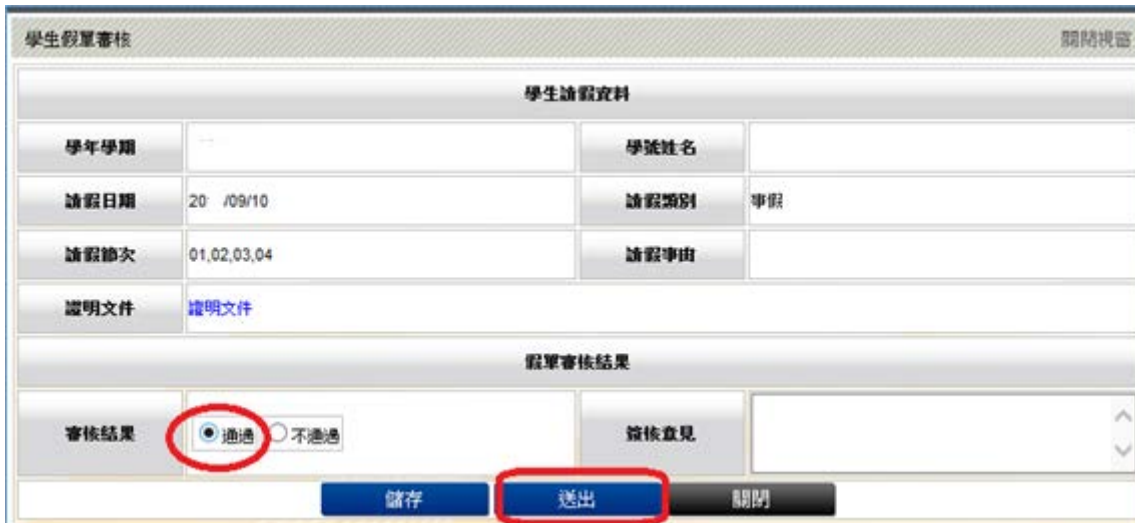 學生假單審核 關閉視窗
學生請假資料
學年學期 學號姓名
請假日期 20 /09/10 請假類別 事假
請假節次 01,02,03,04 請假事由
證明文件 證明文件
假單審核結果
審核結果 通過 不通過 簽核意見
儲存 送出 關閉